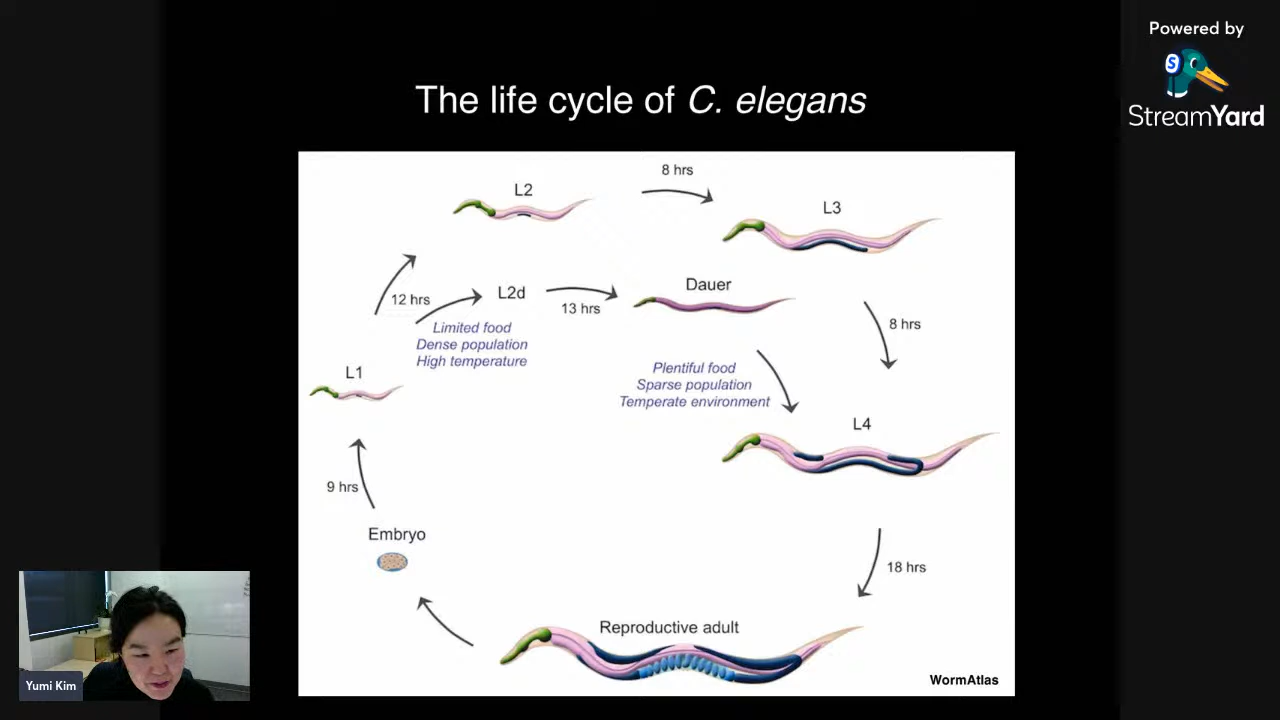 Powered by
S
StreamYard
The life cycle of C. elegans
8 hrs
L2
L3
12 hrs
L2d
13 hrs
Dauer
8 hrs
Limited food
Dense population
High temperature
Plentiful food
Sparse population
Temperate environment
L1
L4
9 hrs
Embryo
18 hrs
Reproductive adult
WormAtlas
Yumi Kim